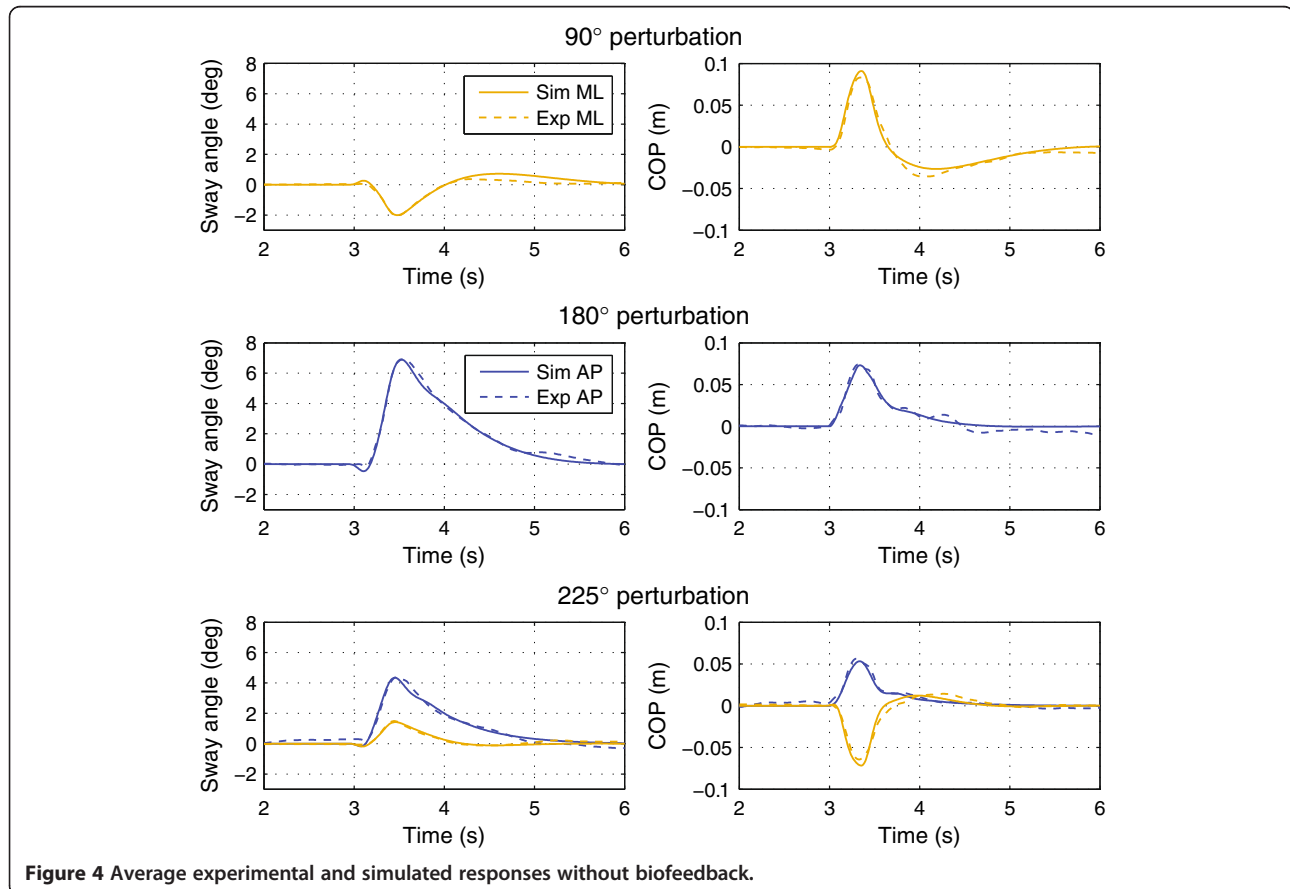 90° perturbation
Sway angle (deg)
8
6
4
2
0
−2
2 3 4 5 6
Time (s)
Sim ML
Exp ML
COP (m)
0.1
0.05
0
−0.05
−0.1
2 3 4 5 6
Time (s)
180° perturbation
Sway angle (deg)
8
6
4
2
0
−2
2 3 4 5 6
Time (s)
Sim AP
Exp AP
COP (m)
0.1
0.05
0
−0.05
−0.1
2 3 4 5 6
Time (s)
225° perturbation
Sway angle (deg)
8
6
4
2
0
−2
2 3 4 5 6
Time (s)
COP (m)
0.1
0.05
0
−0.05
−0.1
2 3 4 5 6
Time (s)
Figure 4 Average experimental and simulated responses without biofeedback.